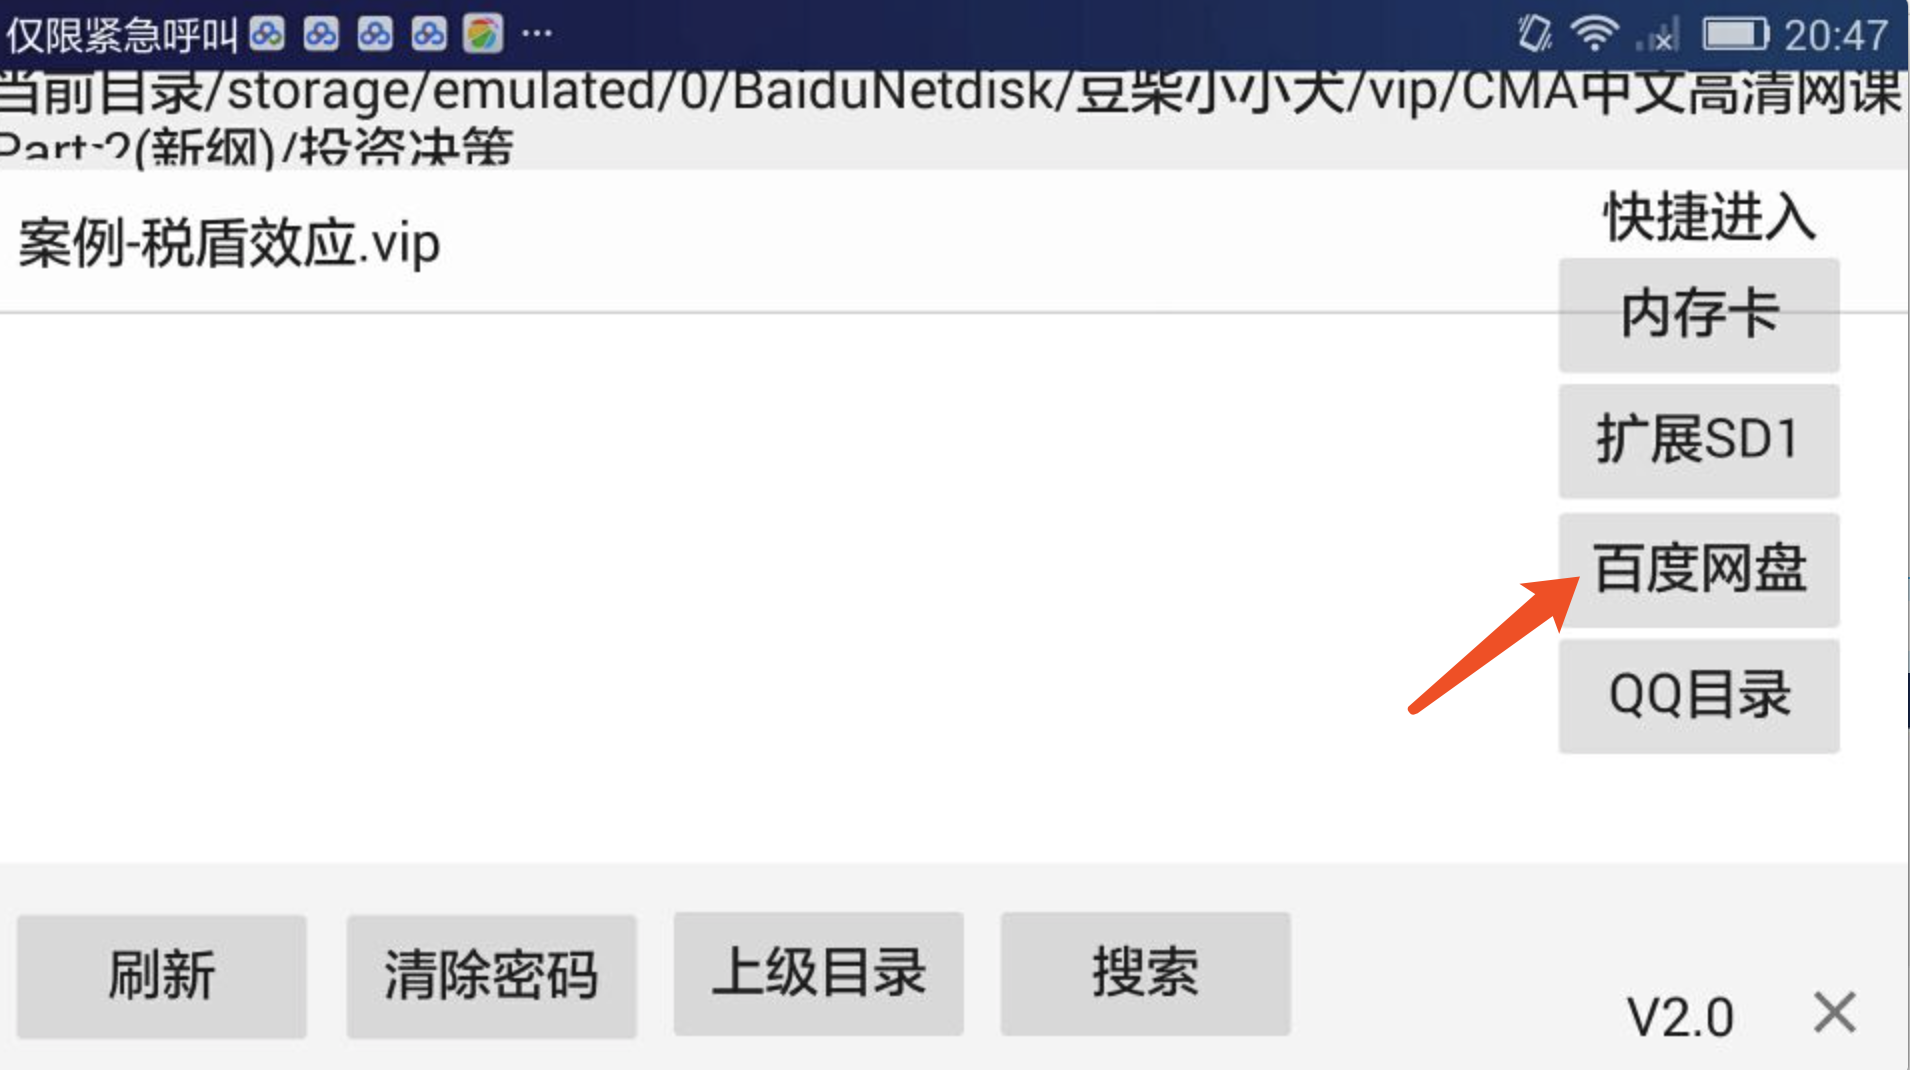 仅限紧急呼叫 ... 20:47
当前目录/storage/emulated/0/BaiduNetdisk/豆柴小小犬/vip/CMA中文高清网课
Part-2(新纲)/投资决策
案例-税盾效应.vip
快捷进入
内存卡
扩展SD1
百度网盘
QQ目录
刷新 清除密码 上级目录 搜索
V2.0 ×